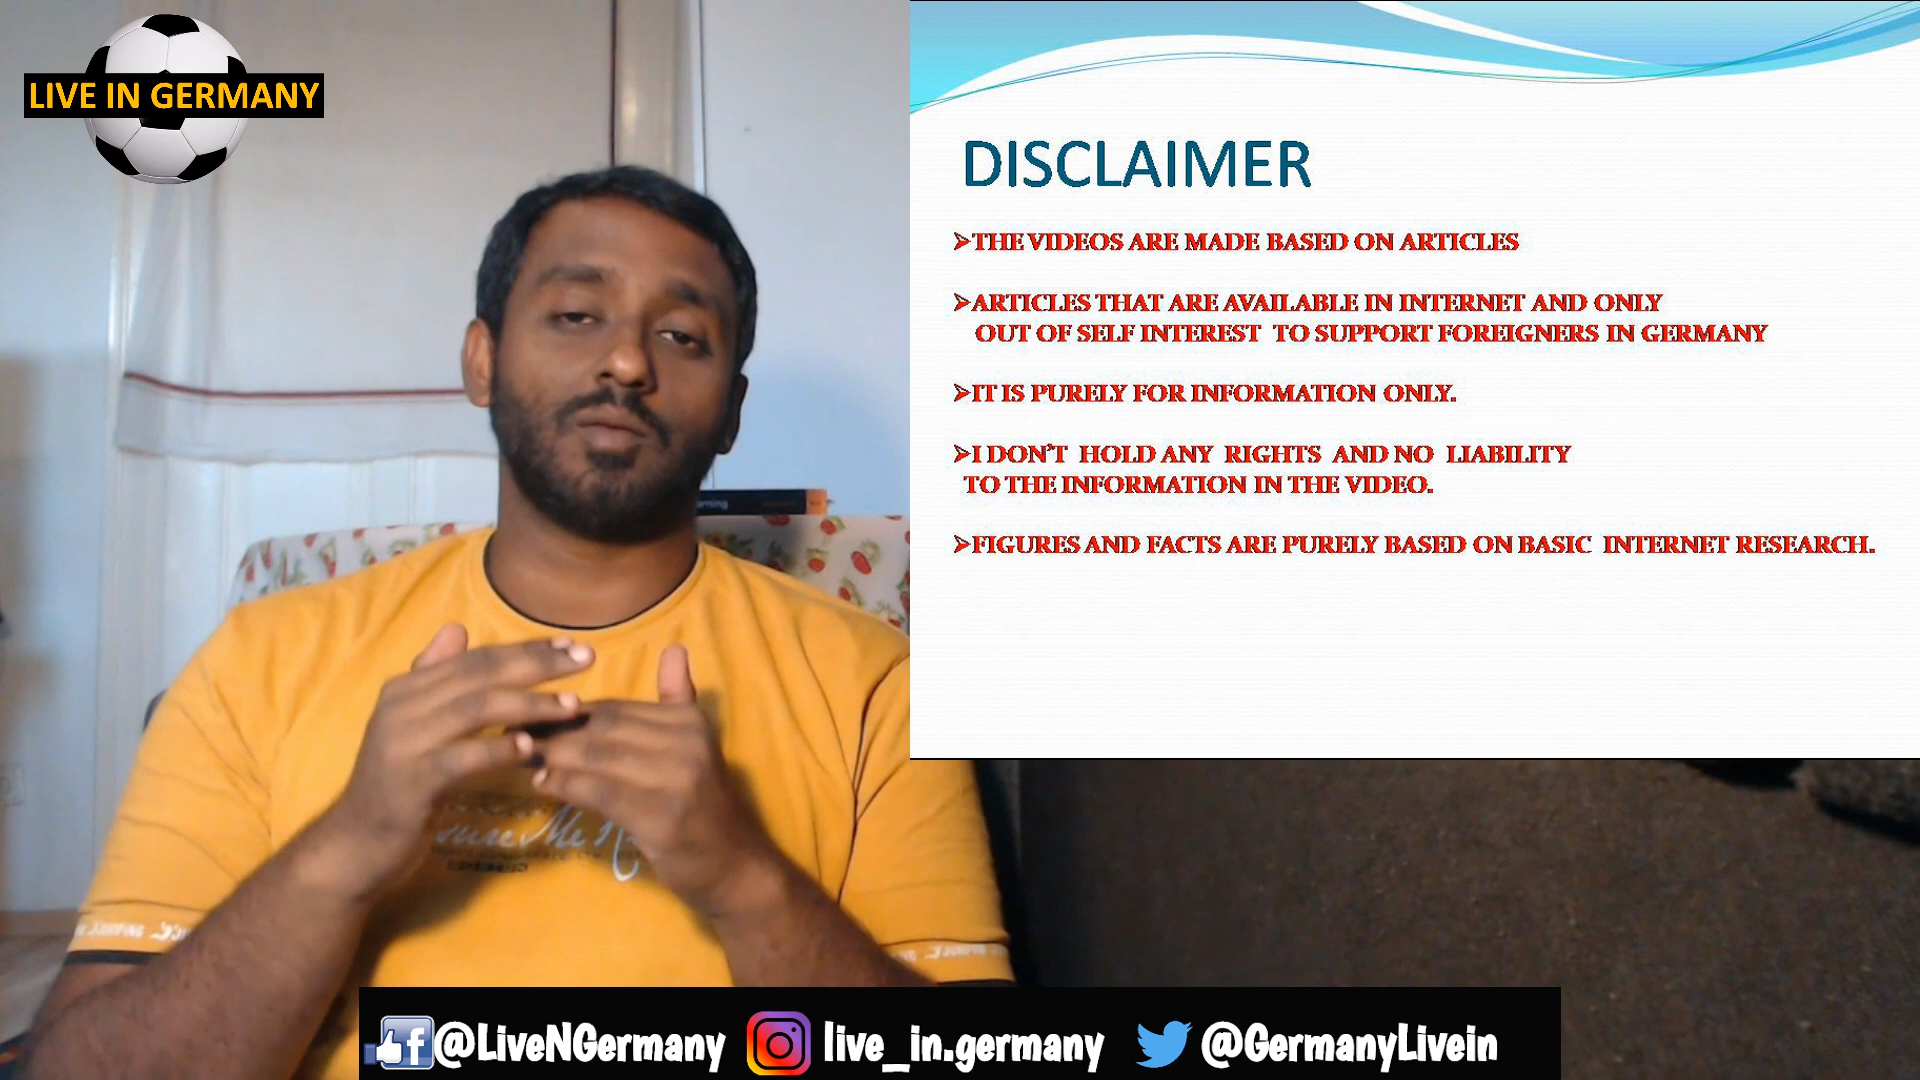 LIVE IN GERMANY
DISCLAIMER
➢THE VIDEOS ARE MADE BASED ON ARTICLES
➢ARTICLES THAT ARE AVAILABLE IN INTERNET AND ONLY
OUT OF SELF INTEREST TO SUPPORT FOREIGNERS IN GERMANY
➢IT IS PURELY FOR INFORMATION ONLY.
➢I DON'T HOLD ANY RIGHTS AND NO LIABILITY
TO THE INFORMATION IN THE VIDEO.
➢FIGURES AND FACTS ARE PURELY BASED ON BASIC INTERNET RESEARCH.
Me
@LiveNGermany live_in.germany @GermanyLivein